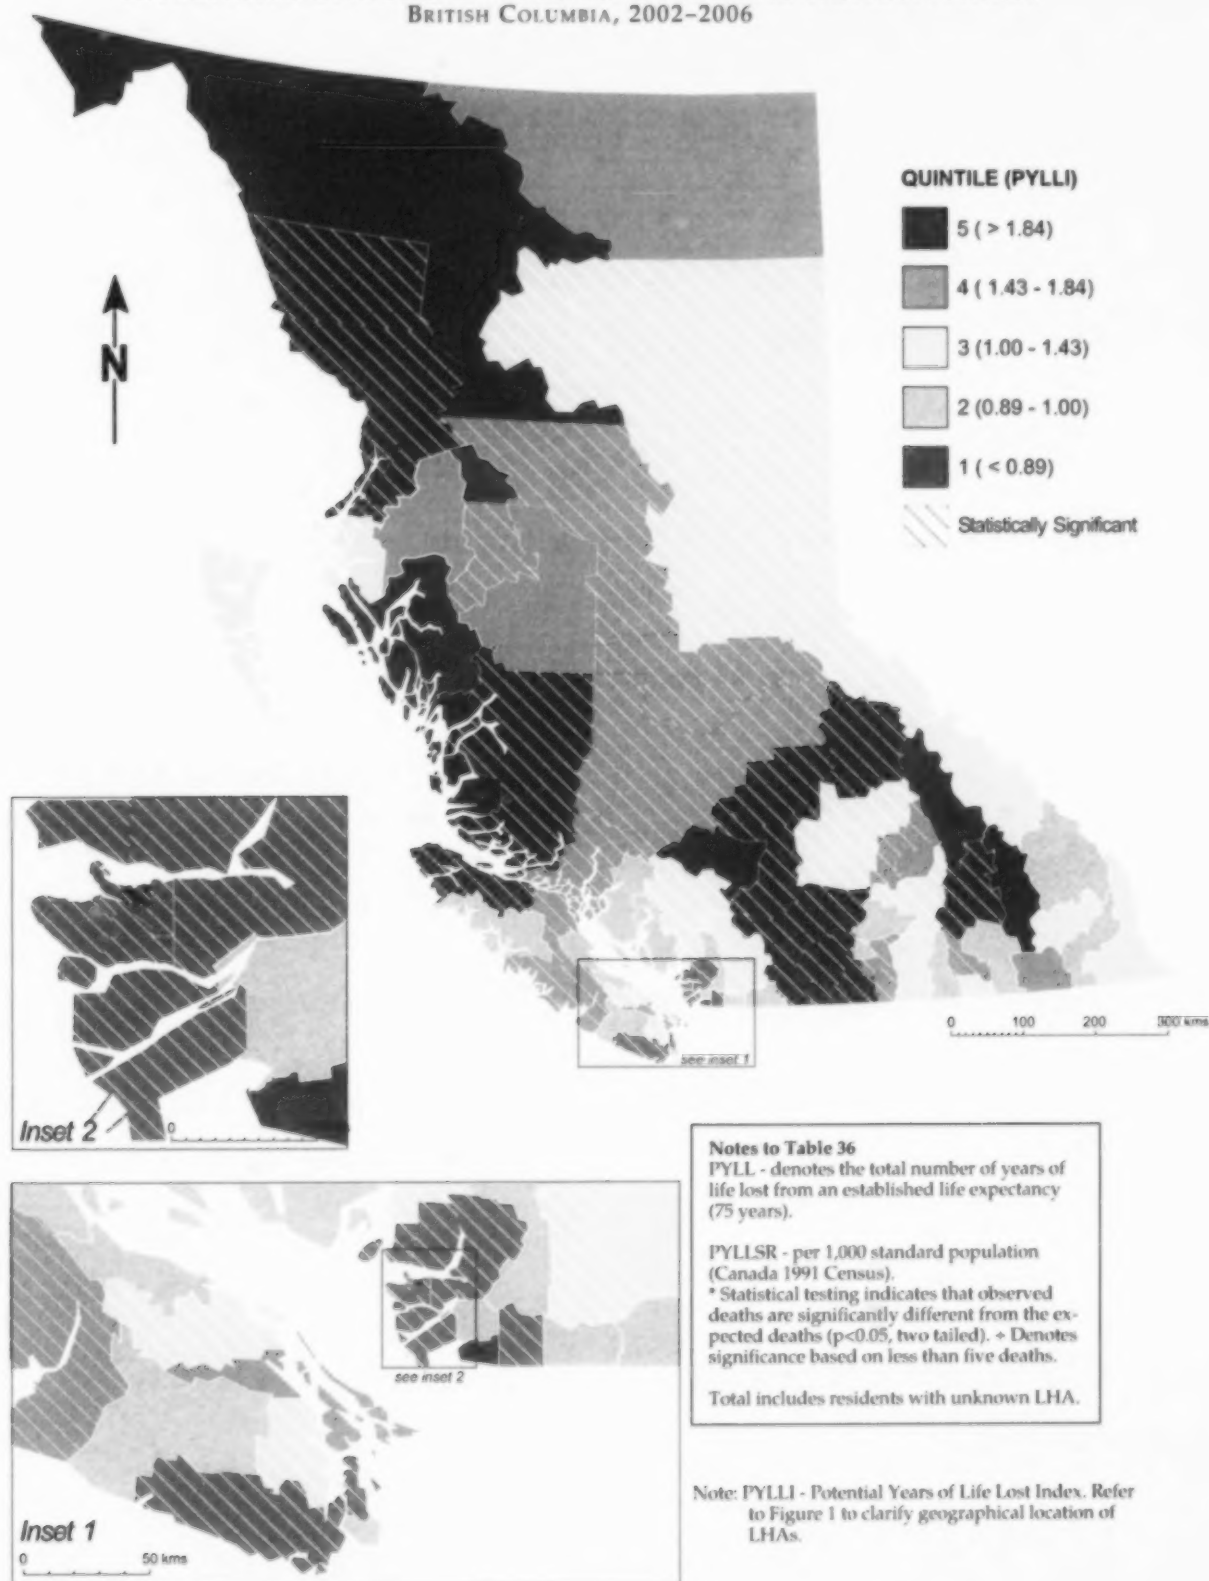 BRITISH COLUMBIA, 2002–2006
QUINTILE (PYLLI)
5 ( > 1.84)
4 ( 1.43 - 1.84)
3 (1.00 - 1.43)
2 (0.89 - 1.00)
1 ( < 0.89)
Statistically Significant
N
0 100 200 300 kms
see inset 1
Inset 2
0
Notes to Table 36
PYLL - denotes the total number of years of
life lost from an established life expectancy
(75 years).
PYLLSR - per 1,000 standard population
(Canada 1991 Census).
* Statistical testing indicates that observed
deaths are significantly different from the ex-
pected deaths (p<0.05, two tailed). + Denotes
significance based on less than five deaths.
Total includes residents with unknown LHA.
see inset 2
Inset 1
0 50 kms
Note: PYLLI - Potential Years of Life Lost Index. Refer
to Figure 1 to clarify geographical location of
LHAs.